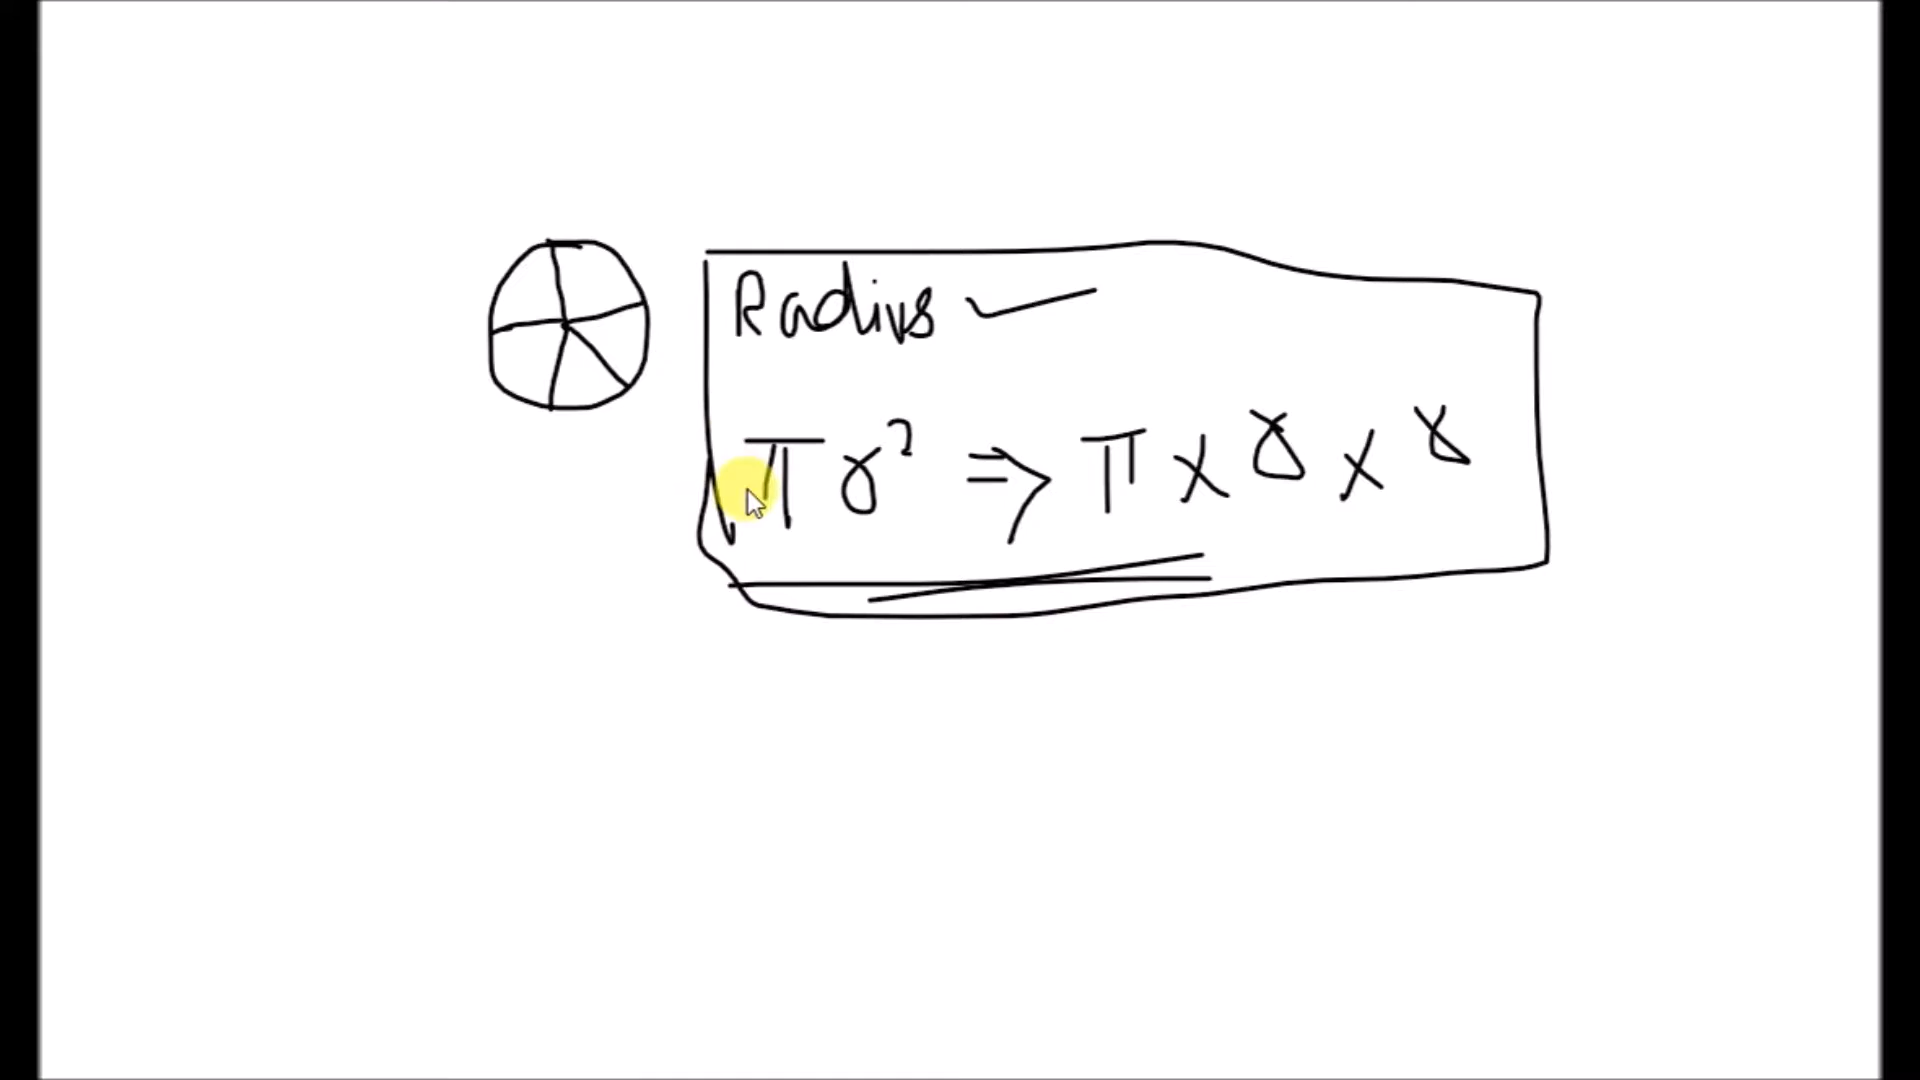 Radius
πr² => π x r x r